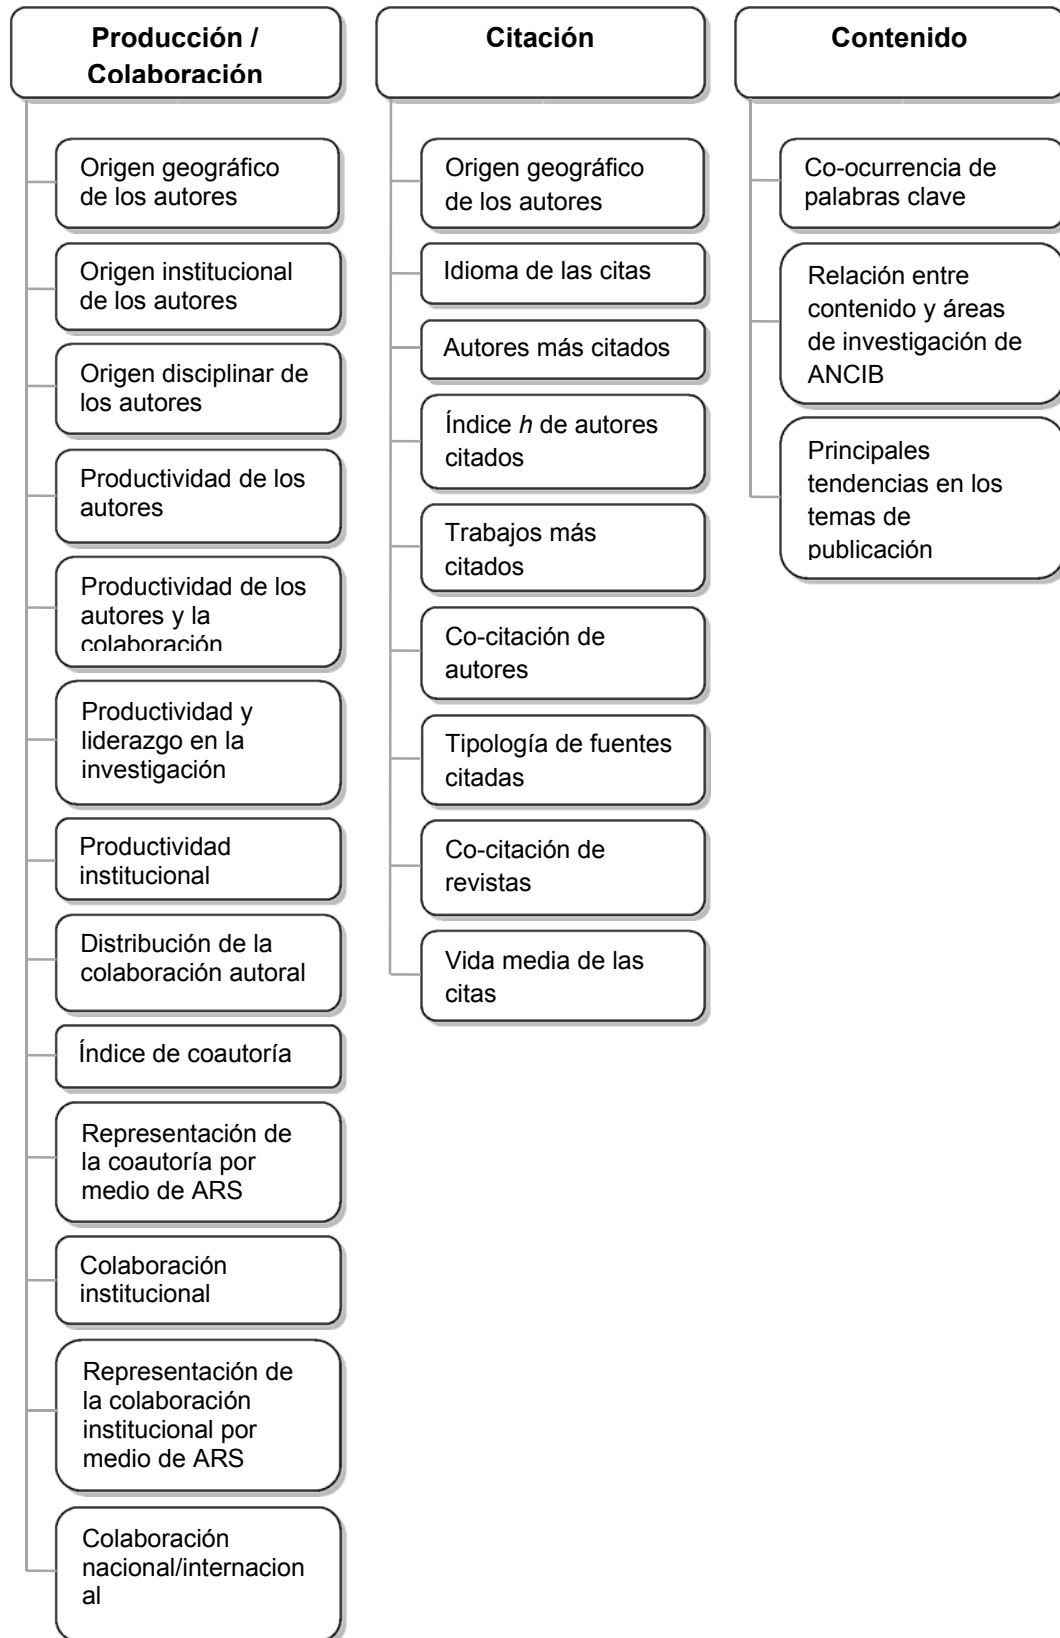 Producción /
Colaboración
Origen geográfico
de los autores
Origen institucional
de los autores
Origen disciplinar de
los autores
Productividad de los
autores
Productividad de los
autores y la
colaboración
Productividad y
liderazgo en la
investigación
Productividad
institucional
Distribución de la
colaboración autoral
Índice de coautoría
Representación de
la coautoría por
medio de ARS
Colaboración
institucional
Representación de
la colaboración
institucional por
medio de ARS
Colaboración
nacional/internacion
al
Citación
Origen geográfico
de los autores
Idioma de las citas
Autores más citados
Índice h de autores
citados
Trabajos más
citados
Co-citación de
autores
Tipología de fuentes
citadas
Co-citación de
revistas
Vida media de las
citas
Contenido
Co-ocurrencia de
palabras clave
Relación entre
contenido y áreas
de investigación de
ANCIB
Principales
tendencias en los
temas de
publicación